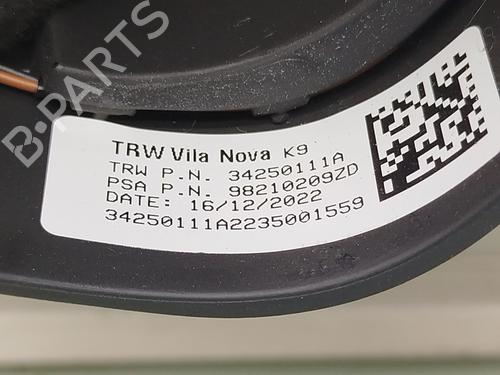 B-PARTS
TRW Vila Nova K9
TRW P.N. 34250111A
PSA P.N. 98210209ZD
DATE: 16/12/2022
34250111A2235001559